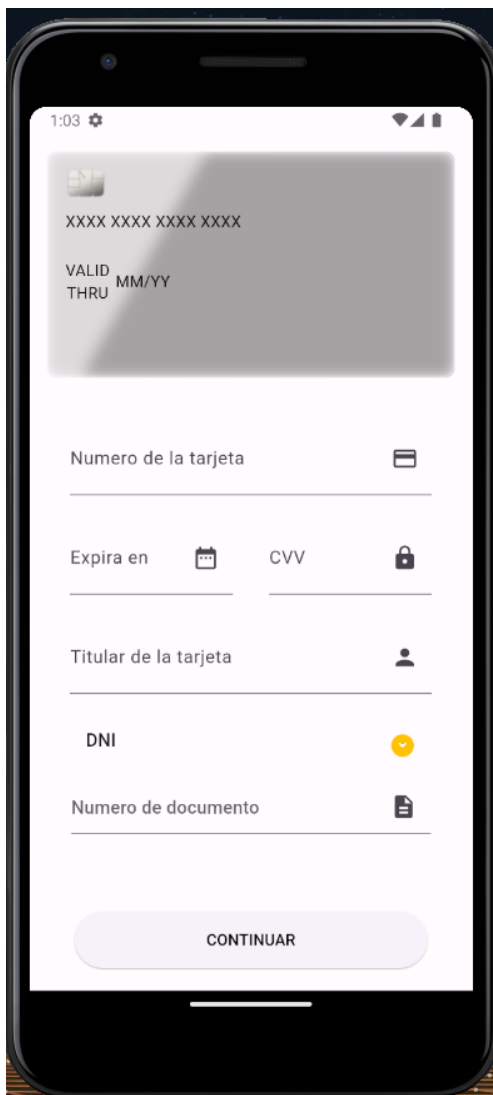 1:03
XXXX XXXX XXXX XXXX
VALID
THRU MM/YY
Numero de la tarjeta
Expira en CVV
Titular de la tarjeta
DNI
Numero de documento
CONTINUAR